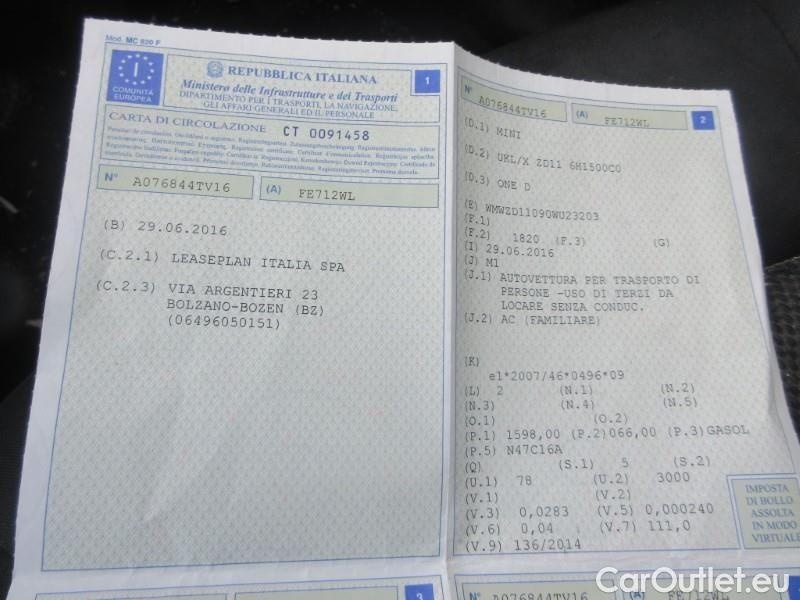 Mod. MC 820 F
I
COMUNITÀ
EUROPEA
REPUBBLICA ITALIANA
1
Ministero delle Infrastrutture e dei Trasporti
DIPARTIMENTO PER I TRASPORTI, LA NAVIGAZIONE,
GLI AFFARI GENERALI ED IL PERSONALE
CARTA DI CIRCOLAZIONE CT 0091458
N° A076844TV16 (A) FE712WL
(B) 29.06.2016
(C.2.1) LEASEPLAN ITALIA SPA
(C.2.3) VIA ARGENTIERI 23
BOLZANO-BOZEN (BZ)
(06496050151)
N° A076844TV16 (A) FE712WL 2
(D.1) MINI
(D.2) UKL/X ZD11 6H1500C0
(D.3) ONE D
(E) WMWZD11090WU23203
(F.1)
(F.2) 1820 (F.3) (G)
(I) 29.06.2016
(J) M1
(J.1) AUTOVETTURA PER TRASPORTO DI
PERSONE -USO DI TERZI DA
LOCARE SENZA CONDUC.
(J.2) AC (FAMILIARE)
(K)
e1*2007/46*0496*09
(L) 2 (N.1) (N.2)
(N.3) (N.4) (N.5)
(O.1) (O.2)
(P.1) 1598,00 (P.2)066,00 (P.3)GASOL
(P.5) N47C16A
(Q) (S.1) 5 (S.2)
(U.1) 78 (U.2) 3000
(V.1) (V.2)
(V.3) 0,0283 (V.5) 0,000240
(V.6) 0,04 (V.7) 111,0
(V.9) 136/2014
IMPOSTA
DI BOLLO
ASSOLTA
IN MODO
VIRTUALE
3
N° A076844TV16 (A) FE712WL
CarOutlet.eu